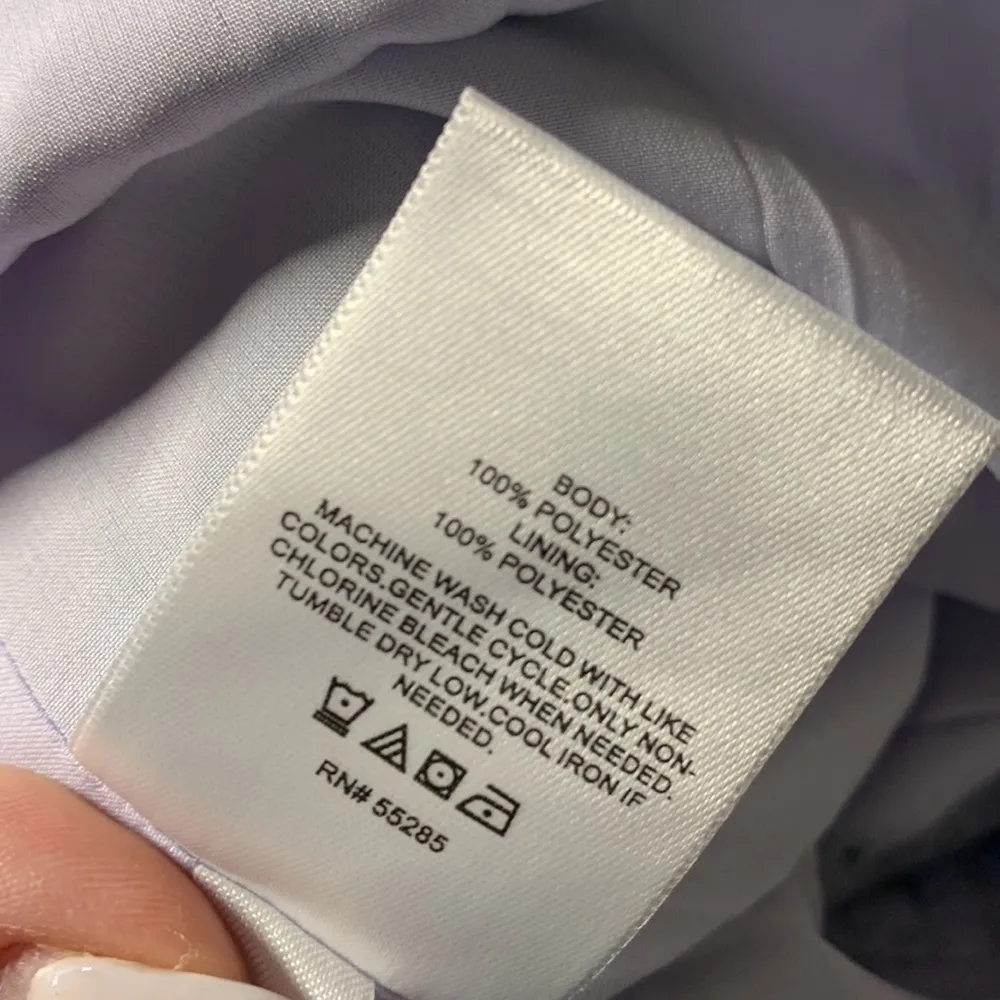 BODY:
100% POLYESTER
LINING:
100% POLYESTER
MACHINE WASH COLD WITH LIKE
COLORS.GENTLE CYCLE.ONLY NON-
CHLORINE BLEACH WHEN NEEDED.
TUMBLE DRY LOW.COOL IRON IF
NEEDED.
RN# 55285